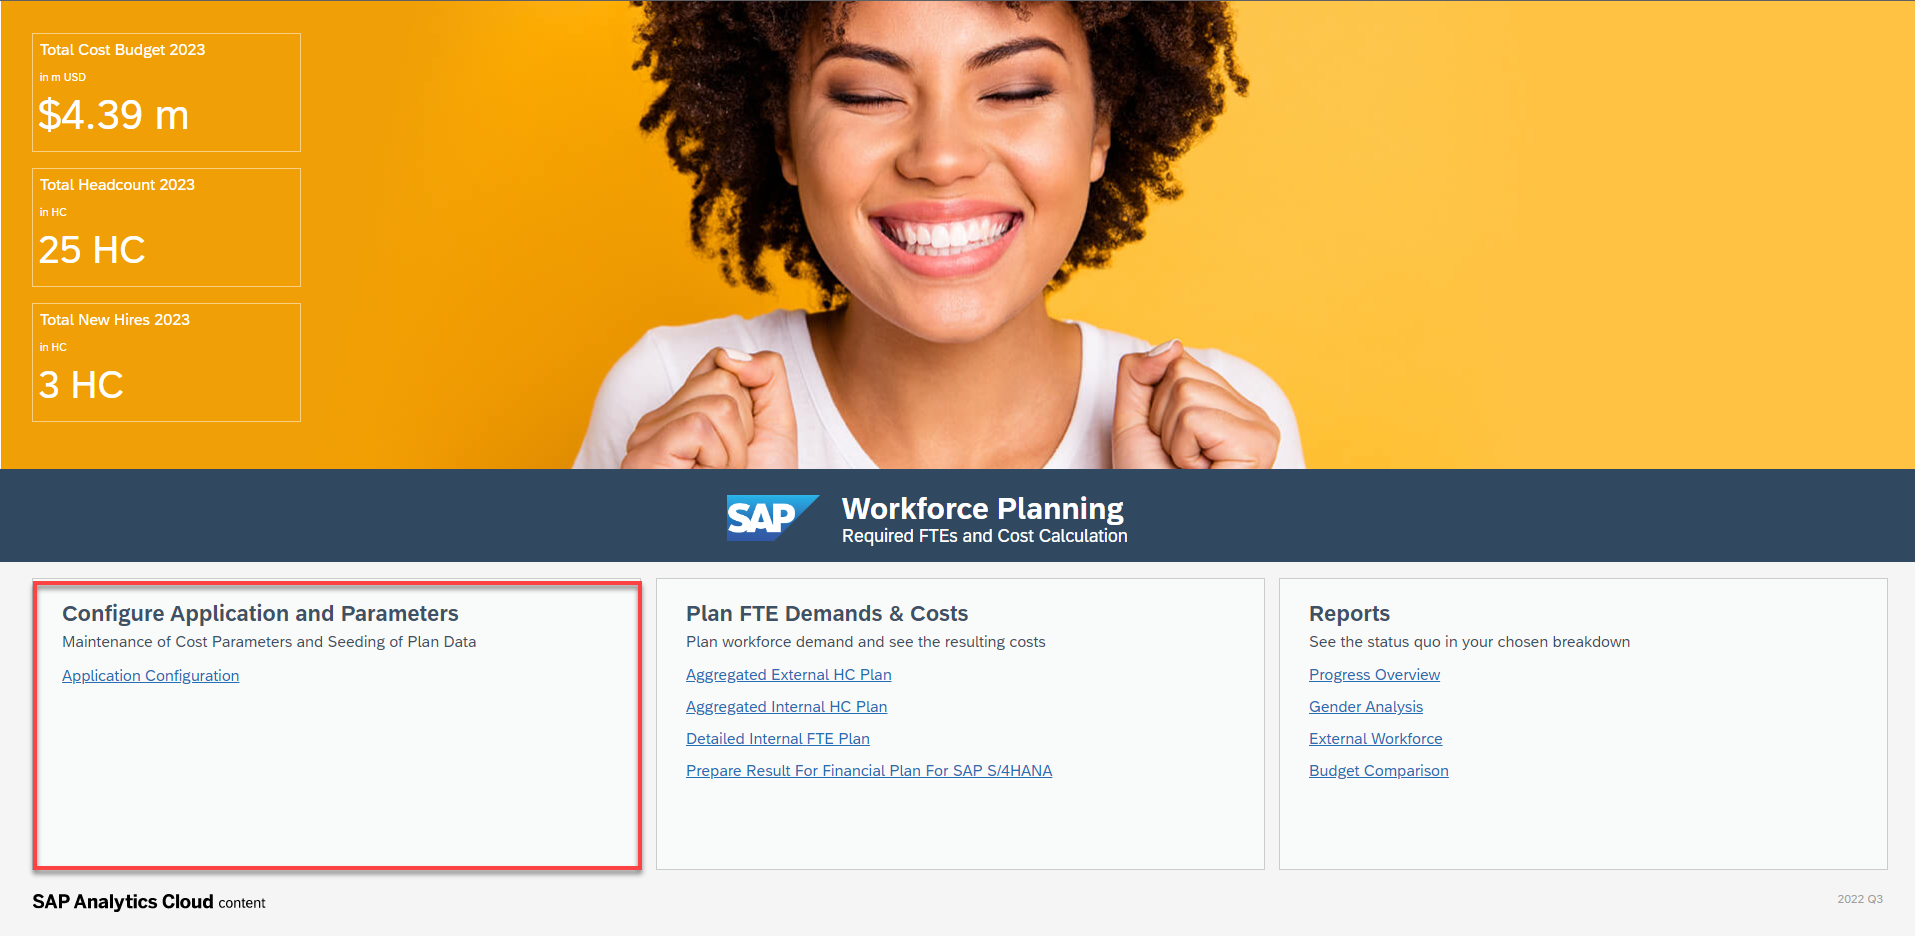 Total Cost Budget 2023
in m USD
$4.39 m
Total Headcount 2023
in HC
25 HC
Total New Hires 2023
in HC
3 HC
SAP
Workforce Planning
Required FTEs and Cost Calculation
Configure Application and Parameters
Maintenance of Cost Parameters and Seeding of Plan Data
Application Configuration
Plan FTE Demands & Costs
Plan workforce demand and see the resulting costs
Aggregated External HC Plan
Aggregated Internal HC Plan
Detailed Internal FTE Plan
Prepare Result For Financial Plan For SAP S/4HANA
Reports
See the status quo in your chosen breakdown
Progress Overview
Gender Analysis
External Workforce
Budget Comparison
SAP Analytics Cloud content
2022 Q3